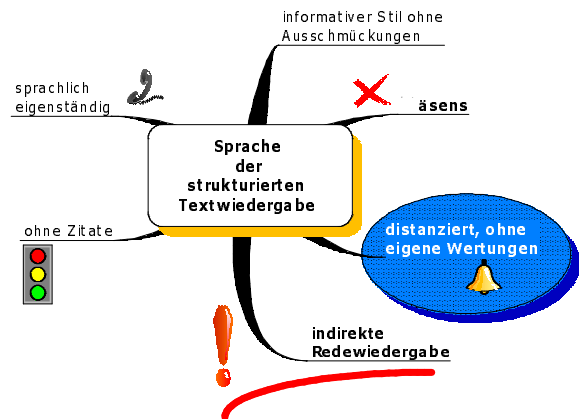 informativer Stil ohne
Ausschmückungen
sprachlich
eigenständig
äsens
Sprache
der
strukturierten
Textwiedergabe
ohne Zitate
distanziert, ohne
eigene Wertungen
indirekte
Redewiedergabe